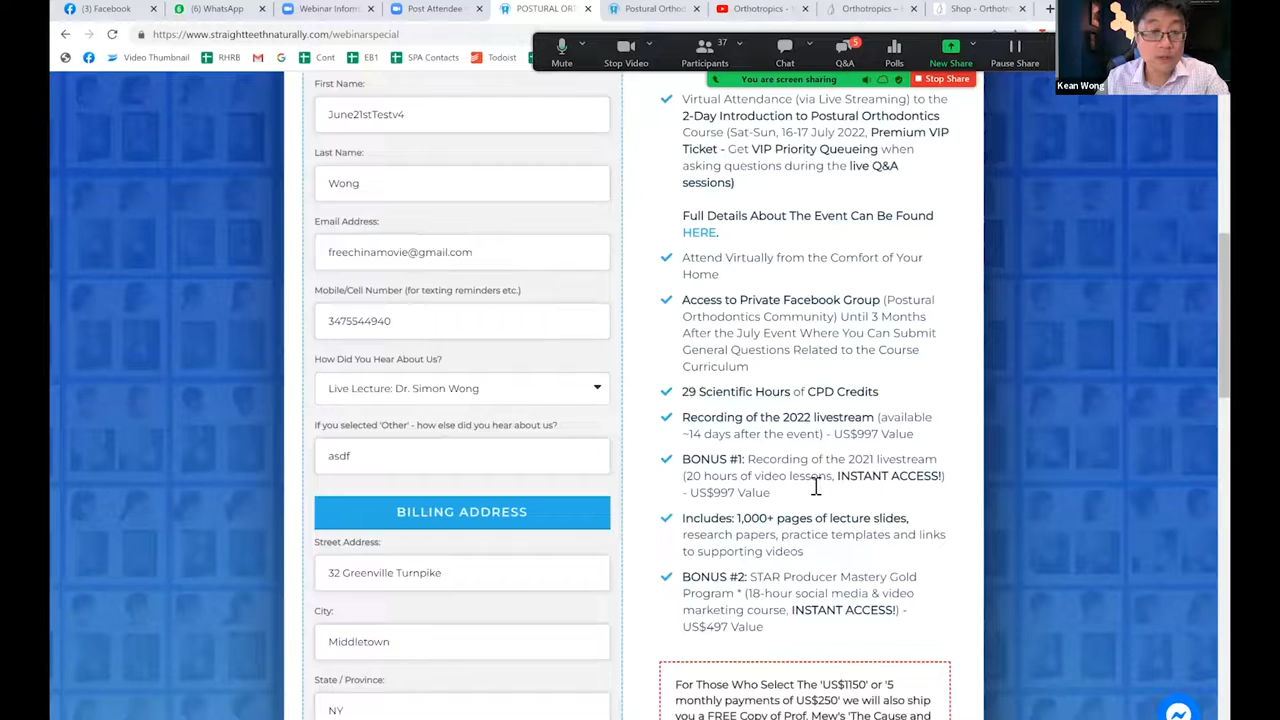 (3) Facebook
(6) WhatsApp
Webinar Inform
Post Attendee
POSTURAL OR
Postural Orthod
Orthotropics -
Orthotropics –
Shop - Orthotr
https://www.straightteethnaturally.com/webinarspecial
Video Thumbnail
RHRB
Cont
EB1
SPA Contacts
Todoist
Mute
Stop Video
37
Participants
Chat
5
Q&A
Polls
New Share
Pause Share
You are screen sharing
Stop Share
Kean Wong
First Name:
June21stTestv4
Last Name:
Wong
Email Address:
freechinamovie@gmail.com
Mobile/Cell Number (for texting reminders etc.)
3475544940
How Did You Hear About Us?
Live Lecture: Dr. Simon Wong
If you selected 'Other' - how else did you hear about us?
asdf
BILLING ADDRESS
Street Address:
32 Greenville Turnpike
City:
Middletown
State / Province:
NY
Virtual Attendance (via Live Streaming) to the
2-Day Introduction to Postural Orthodontics
Course (Sat-Sun, 16-17 July 2022, Premium VIP
Ticket - Get VIP Priority Queueing when
asking questions during the live Q&A
sessions)
Full Details About The Event Can Be Found
HERE.
Attend Virtually from the Comfort of Your
Home
Access to Private Facebook Group (Postural
Orthodontics Community) Until 3 Months
After the July Event Where You Can Submit
General Questions Related to the Course
Curriculum
29 Scientific Hours of CPD Credits
Recording of the 2022 livestream (available
~14 days after the event) - US$997 Value
BONUS #1: Recording of the 2021 livestream
(20 hours of video lessons, INSTANT ACCESS!)
- US$997 Value
Includes: 1,000+ pages of lecture slides,
research papers, practice templates and links
to supporting videos
BONUS #2: STAR Producer Mastery Gold
Program * (18-hour social media & video
marketing course, INSTANT ACCESS!) -
US$497 Value
For Those Who Select The 'US$1150' or '5
monthly payments of US$250' we will also ship
you a FREE Copy of Prof. Mew's 'The Cause and